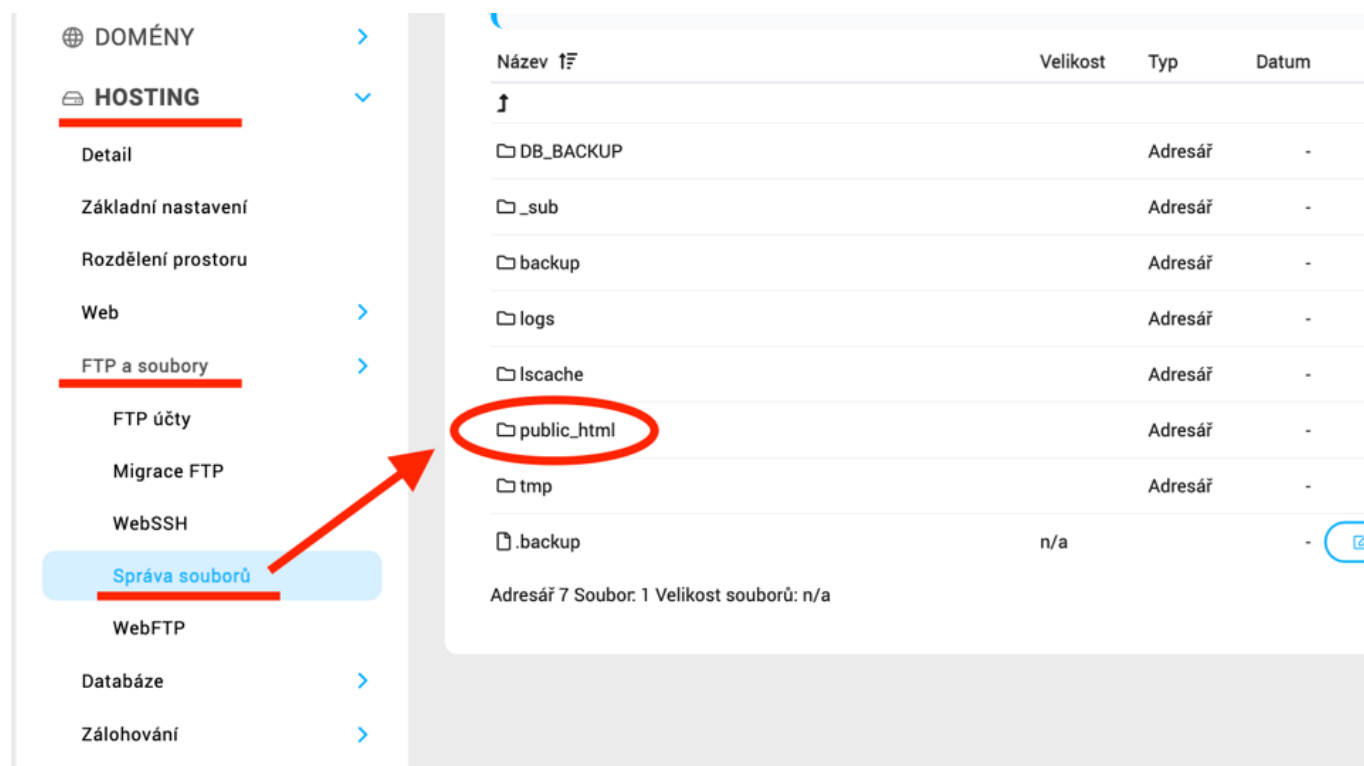 DOMÉNY
HOSTING
Detail
Základní nastavení
Rozdělení prostoru
Web
FTP a soubory
FTP účty
Migrace FTP
WebSSH
Správa souborů
WebFTP
Databáze
Zálohování
Název Velikost Typ Datum
DB_BACKUP Adresář -
_sub Adresář -
backup Adresář -
logs Adresář -
lscache Adresář -
public_html Adresář -
tmp Adresář -
.backup n/a -
Adresář 7 Soubor: 1 Velikost souborů: n/a